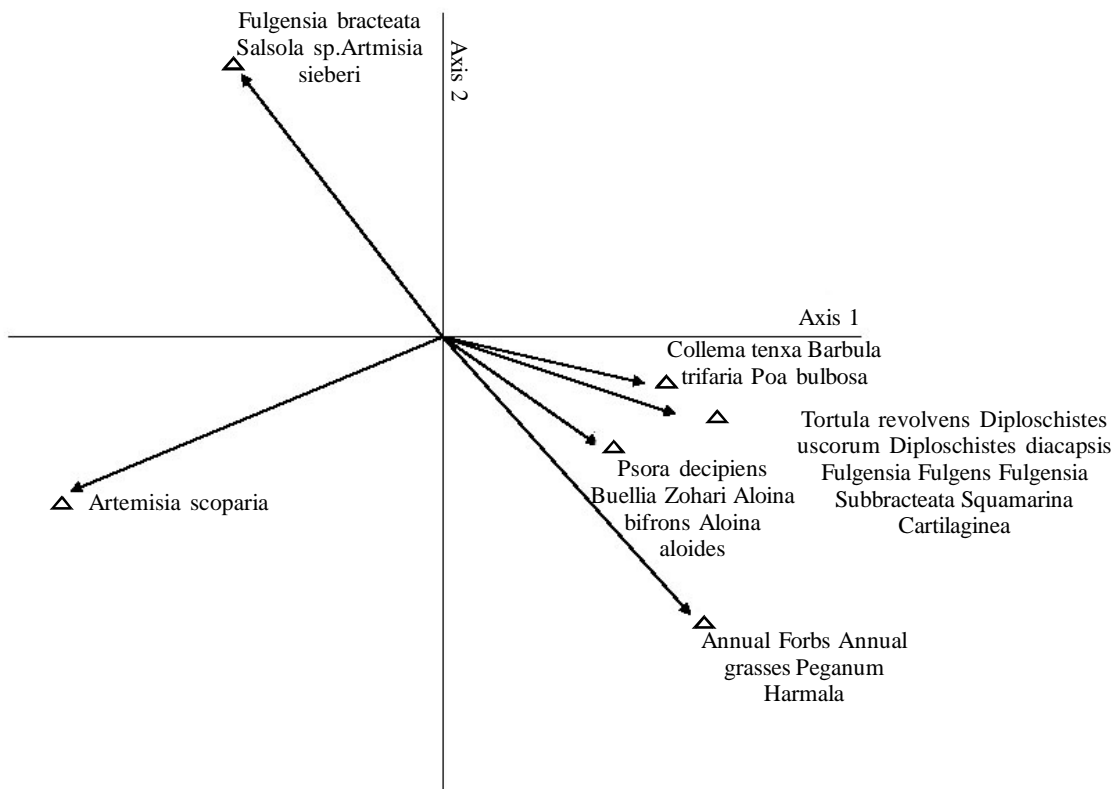 Fulgensia bracteata
Salsola sp.Artmisia
sieberi
Axis 2
Axis 1
Collema tenxa Barbula
trifaria Poa bulbosa
Tortula revolvens Diploschistes
uscorum Diploschistes diacapsis
Fulgensia Fulgens Fulgensia
Subbracteata Squamarina
Cartilaginea
Psora decipiens
Buellia Zohari Aloina
bifrons Aloina
aloides
Artemisia scoparia
Annual Forbs Annual
grasses Peganum
Harmala